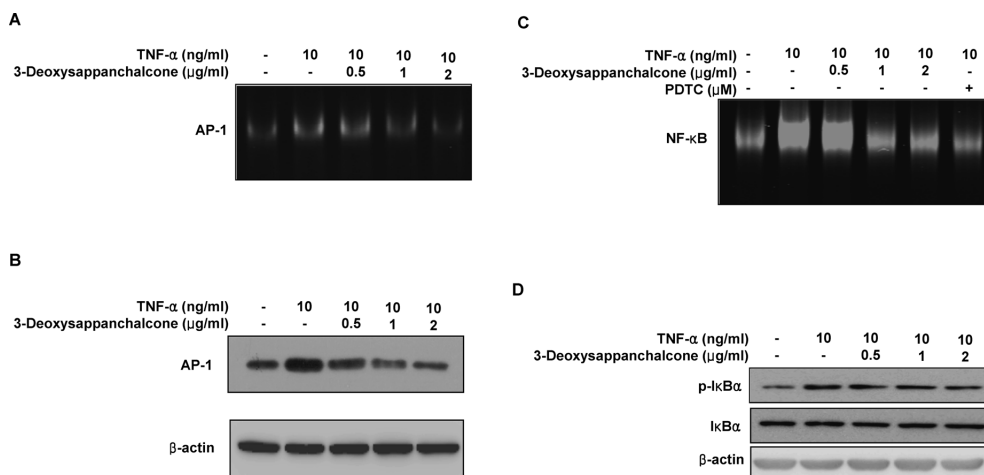 A
TNF-α (ng/ml) - 10 10 10 10
3-Deoxysappanchalcone (μg/ml) - - 0.5 1 2
AP-1
B
TNF-α (ng/ml) - 10 10 10 10
3-Deoxysappanchalcone (μg/ml) - - 0.5 1 2
AP-1
β-actin
C
TNF-α (ng/ml) - 10 10 10 10 10
3-Deoxysappanchalcone (μg/ml) - - 0.5 1 2 -
PDTC (μM) - - - - - +
NF-κB
D
TNF-α (ng/ml) - 10 10 10 10
3-Deoxysappanchalcone (μg/ml) - - 0.5 1 2
p-IκBα
IκBα
β-actin